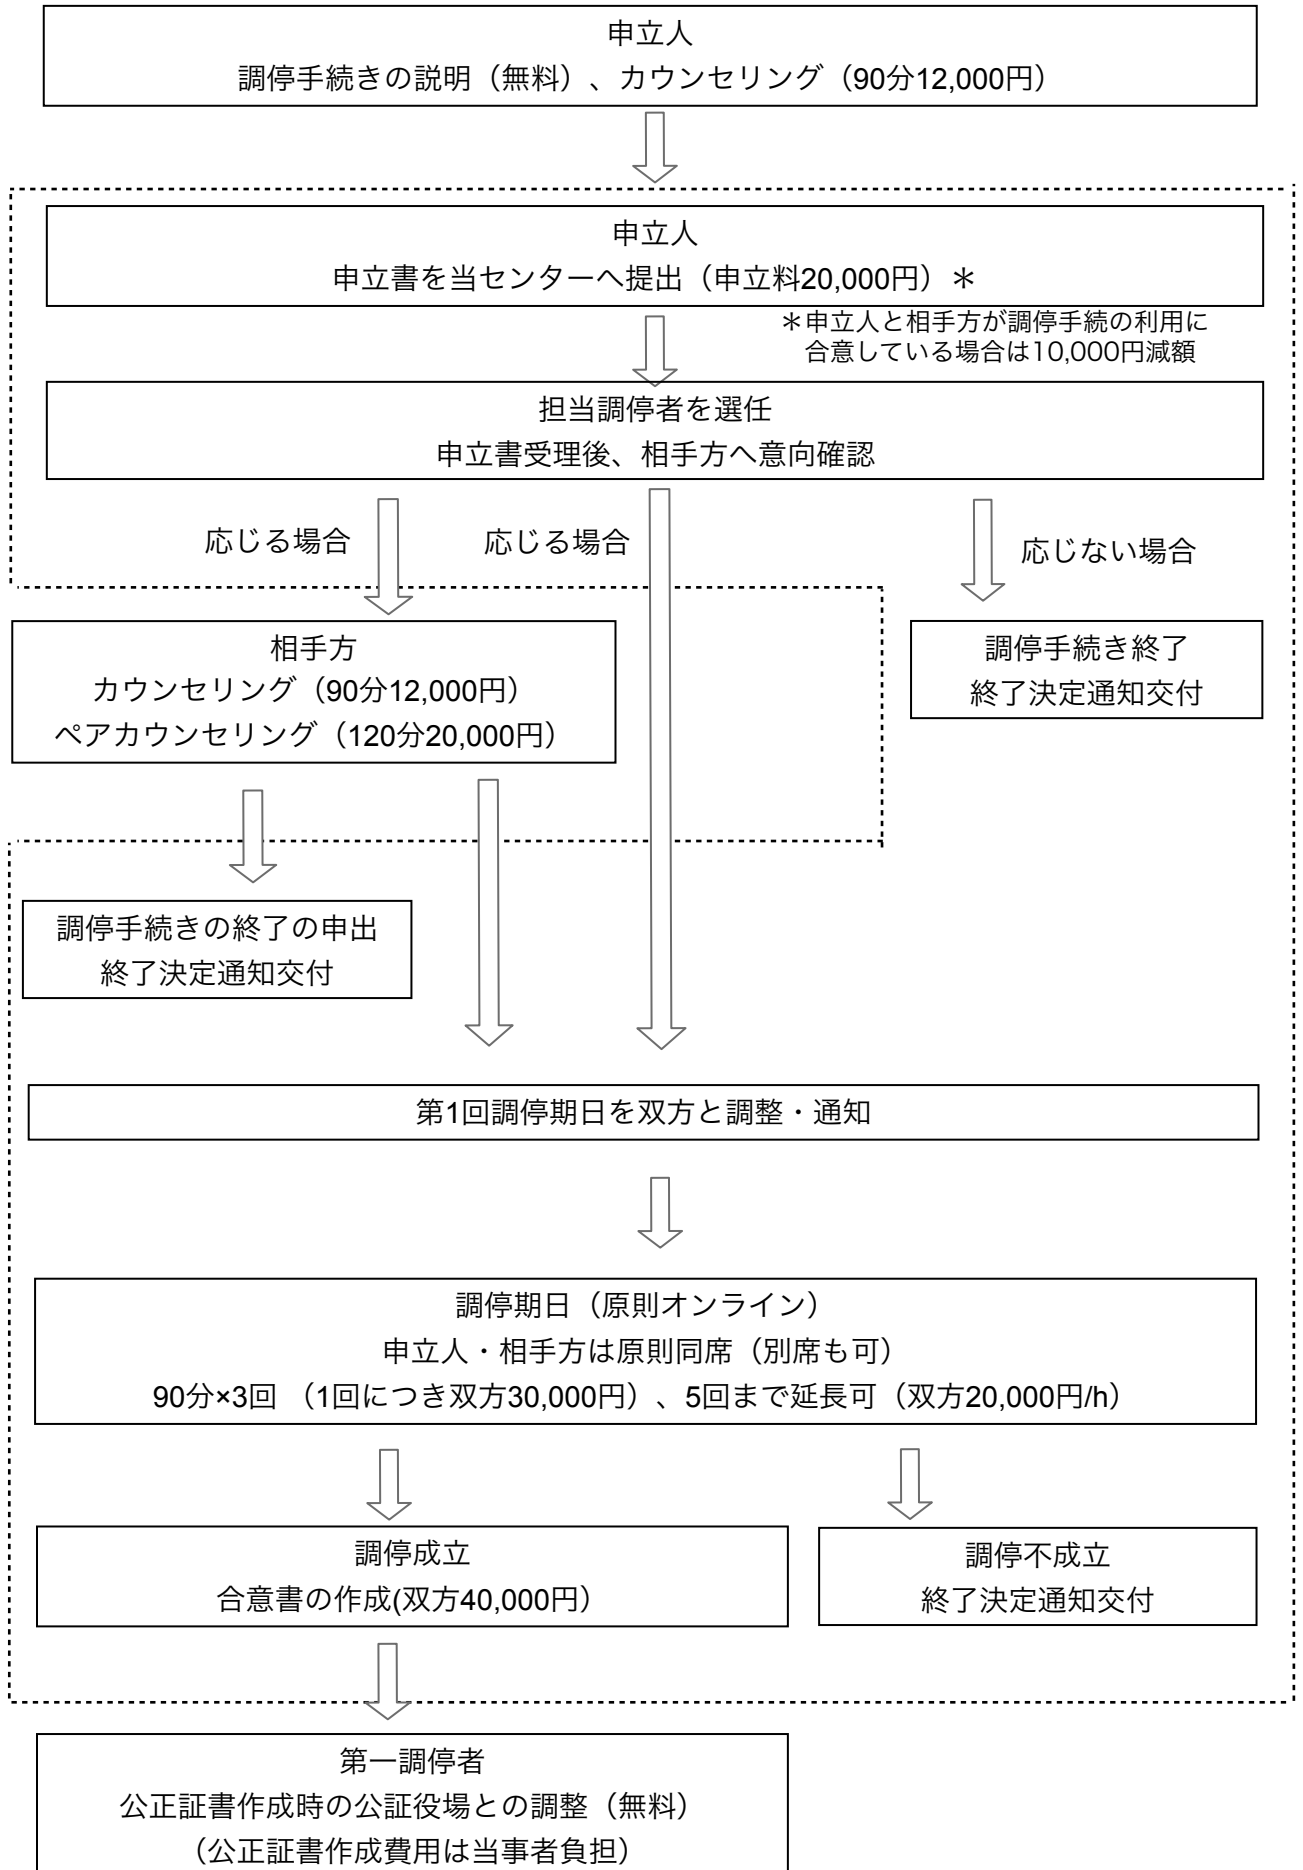 申立人
調停手続きの説明（無料）、カウンセリング（90分12,000円）
申立人
申立書を当センターへ提出（申立料20,000円）＊
＊申立人と相手方が調停手続の利用に
合意している場合は10,000円減額
担当調停者を選任
申立書受理後、相手方へ意向確認
応じる場合
応じる場合
応じない場合
相手方
カウンセリング（90分12,000円）
ペアカウンセリング（120分20,000円）
調停手続き終了
終了決定通知交付
調停手続きの終了の申出
終了決定通知交付
第1回調停期日を双方と調整・通知
調停期日（原則オンライン）
申立人・相手方は原則同席（別席も可）
90分×3回 （1回につき双方30,000円）、5回まで延長可（双方20,000円/h）
調停成立
合意書の作成(双方40,000円）
調停不成立
終了決定通知交付
第一調停者
公正証書作成時の公証役場との調整（無料）
（公正証書作成費用は当事者負担）